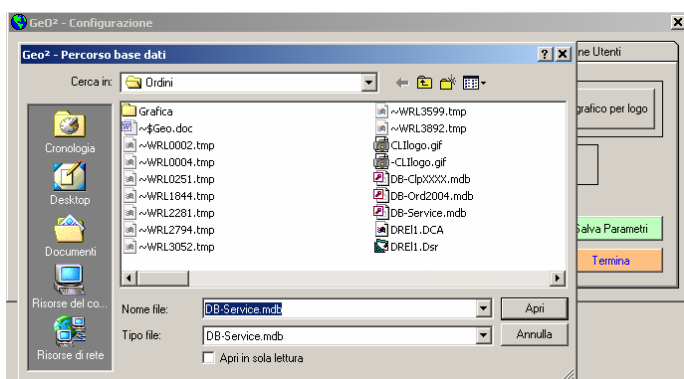 GeO² - Configurazione
Geo² - Percorso base dati
ne Utenti
Cerca in:
Ordini
grafico per logo
Cronologia
Desktop
Documenti
Risorse del co...
Risorse di rete
Grafica
~$Geo.doc
~WRL0002.tmp
~WRL0004.tmp
~WRL0251.tmp
~WRL1844.tmp
~WRL2281.tmp
~WRL2794.tmp
~WRL3052.tmp
~WRL3599.tmp
~WRL3892.tmp
CLIlogo.gif
-CLIlogo.gif
DB-ClpXXXX.mdb
DB-Ord2004.mdb
DB-Service.mdb
DREl1.DCA
DREl1.Dsr
Salva Parametri
Termina
Nome file:
DB-Service.mdb
Apri
Tipo file:
DB-Service.mdb
Annulla
Apri in sola lettura